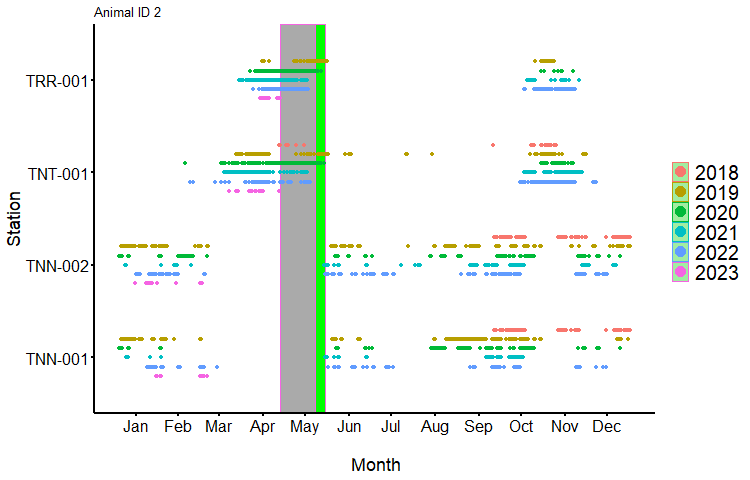 Animal ID 2
TRR-001
TNT-001
TNN-002
TNN-001
Station
Jan Feb Mar Apr May Jun Jul Aug Sep Oct Nov Dec
Month
2018
2019
2020
2021
2022
2023